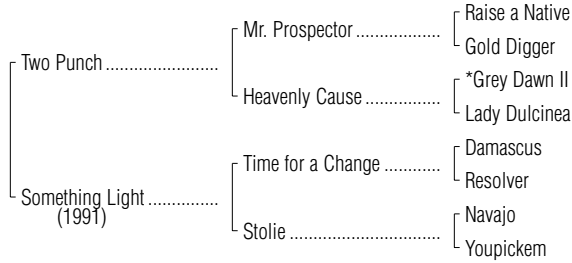 Raise a Native
Mr. Prospector ..................
Gold Digger
Two Punch ........................
*Grey Dawn II
Heavenly Cause ................
Lady Dulcinea
Damascus
Time for a Change ............
Resolver
Something Light ...............
(1991)
Navajo
Stolie ................................
Youpickem